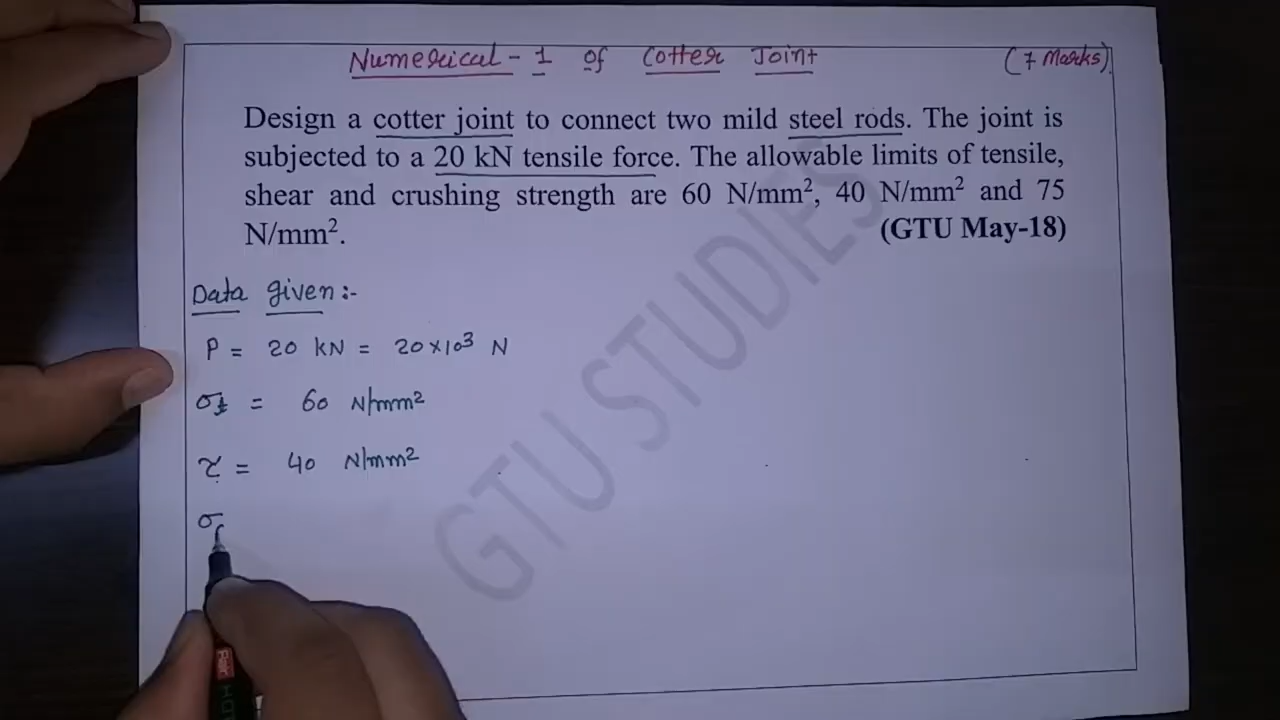 Numerical - 1 of Cotter Joint (7 Marks)
Design a cotter joint to connect two mild steel rods. The joint is
subjected to a 20 kN tensile force. The allowable limits of tensile,
shear and crushing strength are 60 N/mm², 40 N/mm² and 75
N/mm². (GTU May-18)
Data given:-
P = 20 kN = 20×10³ N
σt = 60 N/mm²
τ = 40 N/mm²
σ
GTU STUDIES